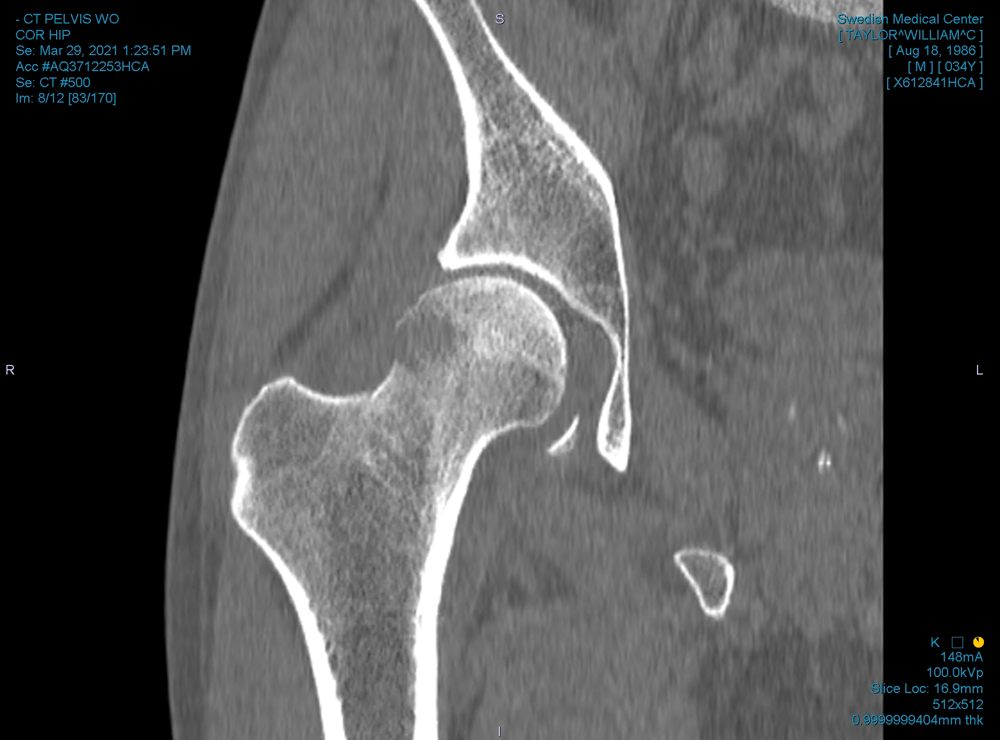 - CT PELVIS WO
COR HIP
Se: Mar 29, 2021 1:23:51 PM
Acc #AQ3712253HCA
Se: CT #500
Im: 8/12 [83/170]
S
Swedish Medical Center
[ TAYLOR^WILLIAM^C ]
[ Aug 18, 1986 ]
[ M ] [ 034Y ]
[ X612841HCA ]
R
L
K
148mA
100.0kVp
Slice Loc: 16.9mm
512x512
0.9999999404mm thk
I